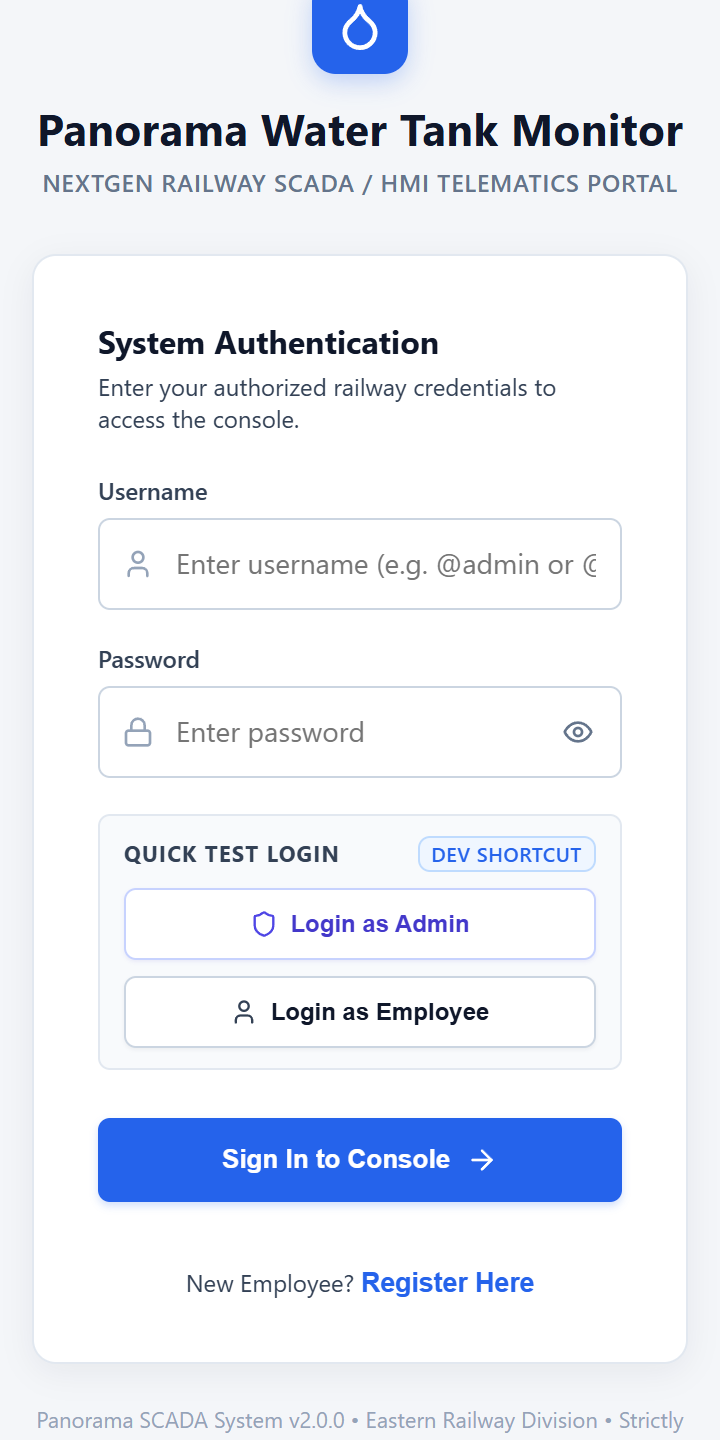 Panorama Water Tank Monitor
NEXTGEN RAILWAY SCADA / HMI TELEMATICS PORTAL
System Authentication
Enter your authorized railway credentials to
access the console.
Username
Enter username (e.g. @admin or @
Password
Enter password
QUICK TEST LOGIN
DEV SHORTCUT
Login as Admin
Login as Employee
Sign In to Console
New Employee? Register Here
Panorama SCADA System v2.0.0 • Eastern Railway Division • Strictly